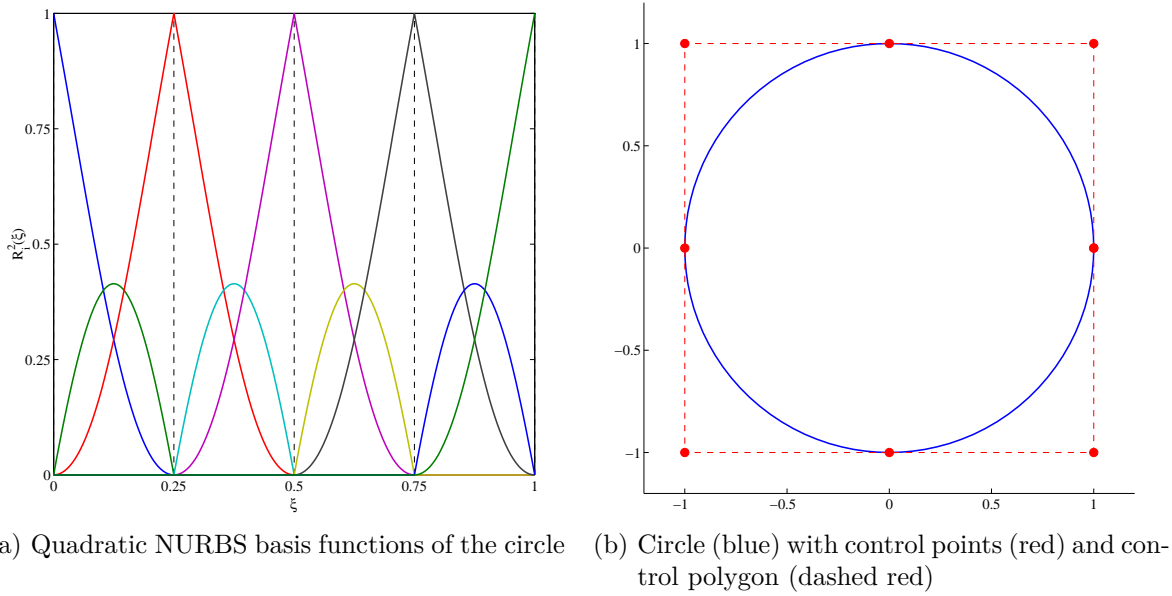 1
0.75
0.5
0.25
0
R_i^2(ξ)
0 0.25 0.5 0.75 1
ξ
1
0.5
0
−0.5
−1
−1 −0.5 0 0.5 1
a) Quadratic NURBS basis functions of the circle
(b) Circle (blue) with control points (red) and con-
trol polygon (dashed red)